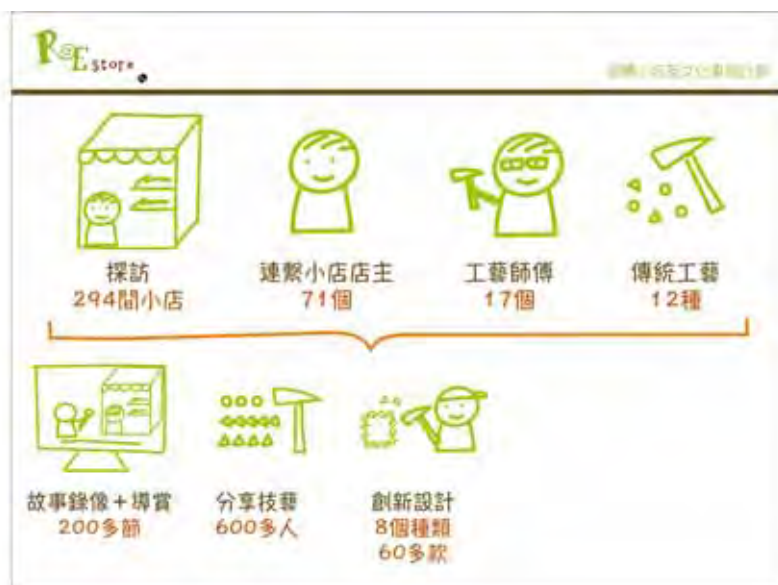 REstore
探訪
294間小店
連繫小店店主
71個
工藝師傅
17個
傳統工藝
12種
故事錄像＋導賞
200多節
分享技藝
600多人
創新設計
8個種類
60多款